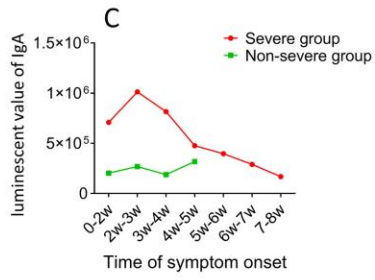 C
Severe group
Non-severe group
luminescent value of IgA
1.5×10⁶
1×10⁶
5×10⁵
0
0-2w
2w-3w
3w-4w
4w-5w
5w-6w
6w-7w
7-8w
Time of symptom onset